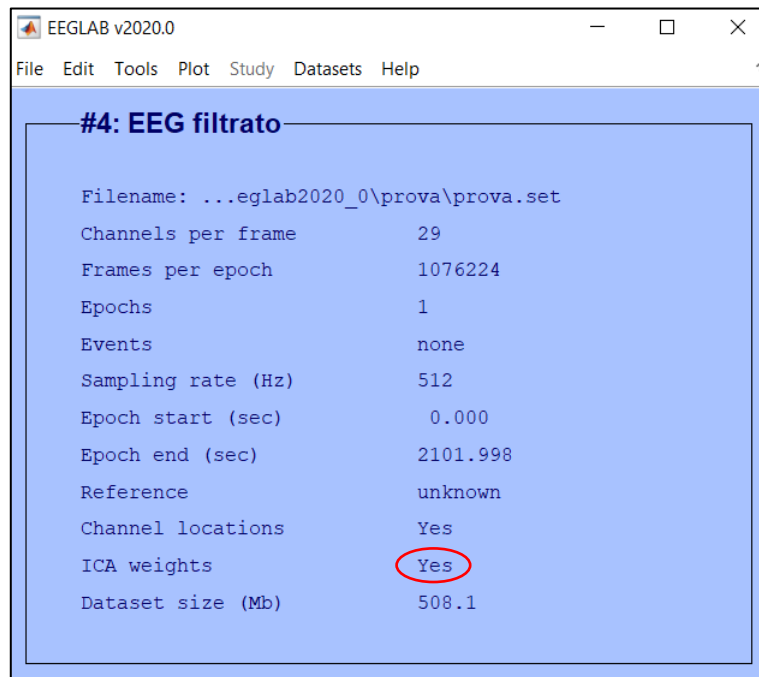 EEGLAB v2020.0
File Edit Tools Plot Study Datasets Help
#4: EEG filtrato
Filename: ...eglab2020_0\prova\prova.set
Channels per frame 29
Frames per epoch 1076224
Epochs 1
Events none
Sampling rate (Hz) 512
Epoch start (sec) 0.000
Epoch end (sec) 2101.998
Reference unknown
Channel locations Yes
ICA weights Yes
Dataset size (Mb) 508.1